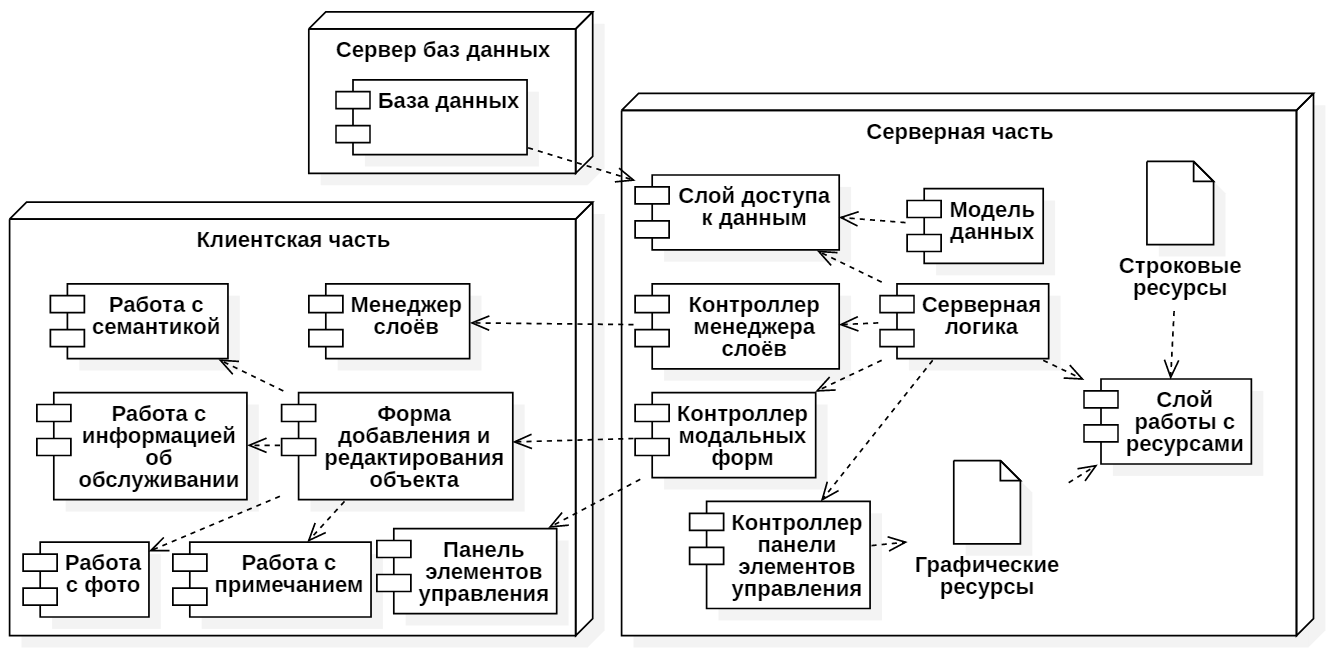 Сервер баз данных
База данных
Серверная часть
Слой доступа
к данным
Модель
данных
Строковые
ресурсы
Контроллер
менеджера
слоёв
Серверная
логика
Слой
работы с
ресурсами
Контроллер
модальных
форм
Контроллер
панели
элементов
управления
Графические
ресурсы
Клиентская часть
Работа с
семантикой
Менеджер
слоёв
Работа с
информацией
об
обслуживании
Форма
добавления и
редактирования
объекта
Работа
с фото
Работа с
примечанием
Панель
элементов
управления